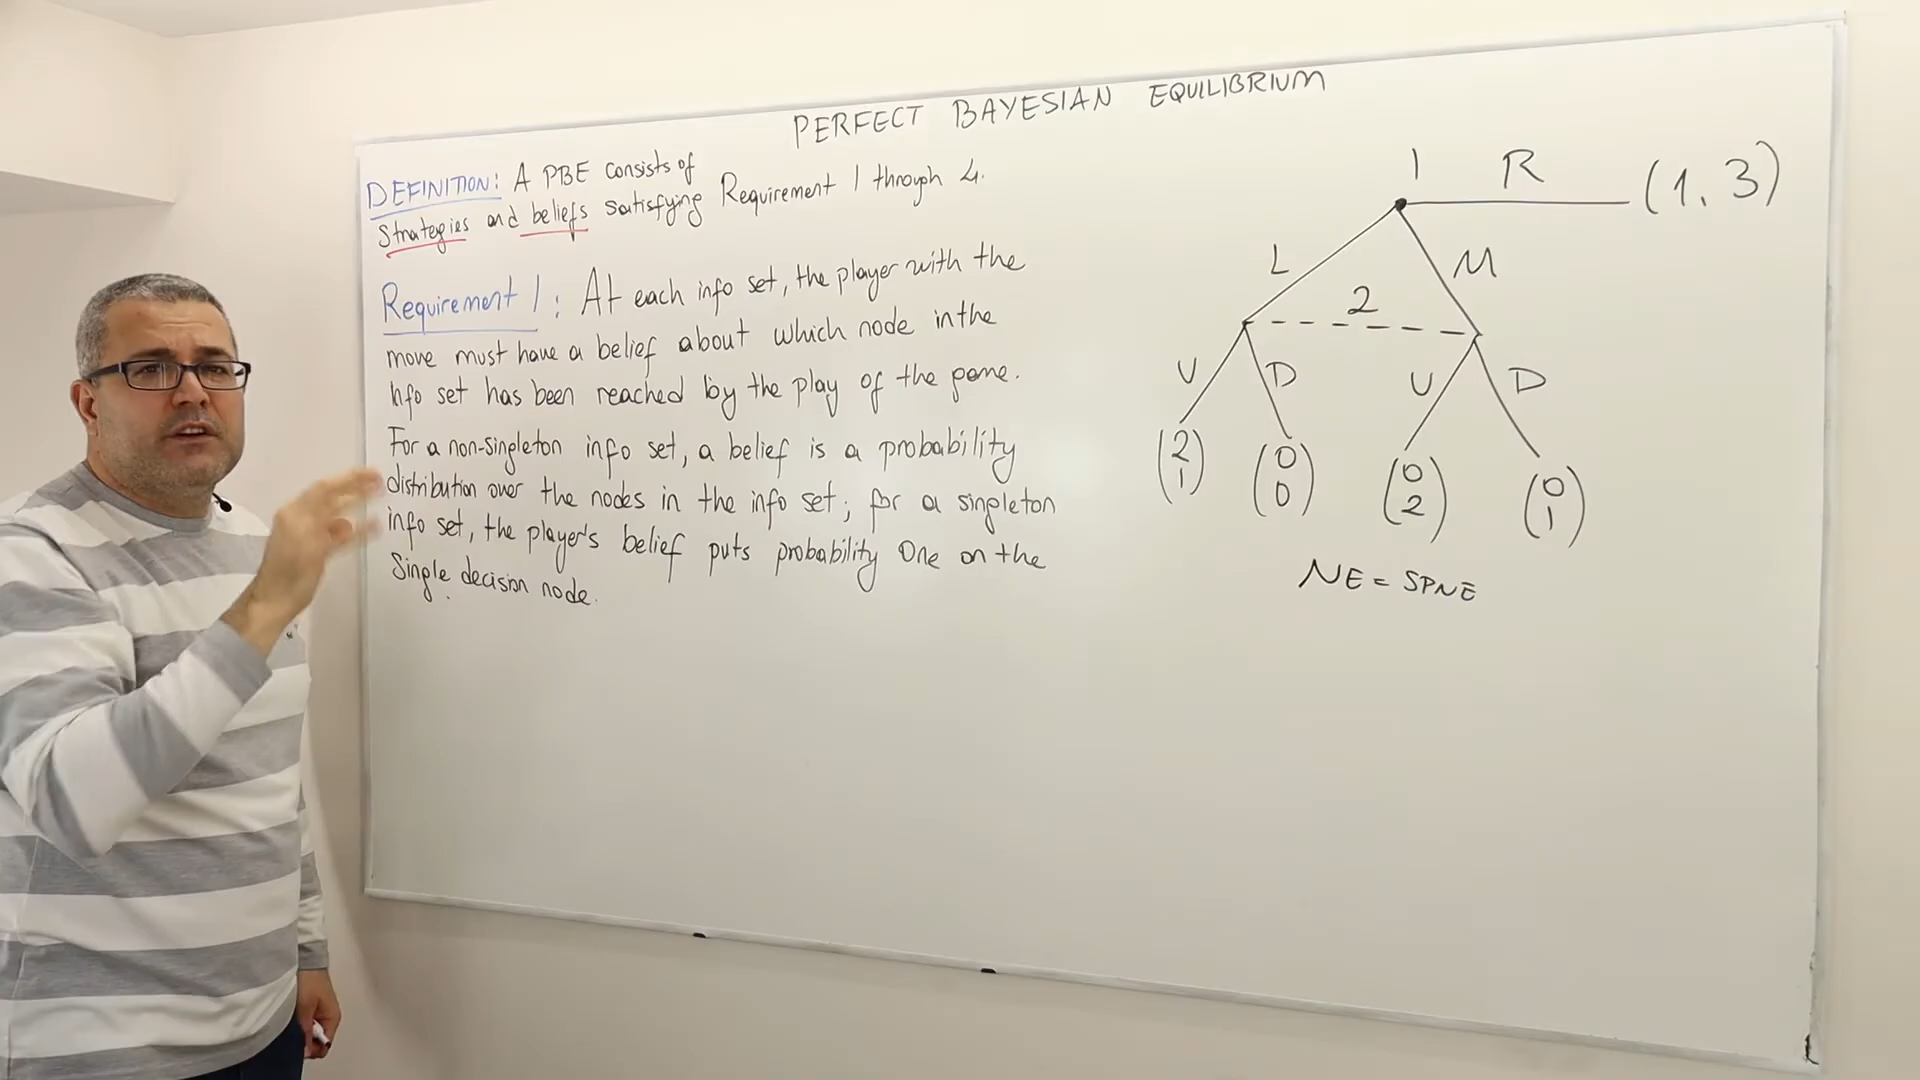 PERFECT BAYESIAN EQUILIBRIUM
DEFINITION: A PBE consists of
strategies and beliefs satisfying Requirement 1 through 4.
Requirement 1: At each info set, the player with the
move must have a belief about which node in the
info set has been reached by the play of the game.
For a non-singleton info set, a belief is a probability
distribution over the nodes in the info set; for a singleton
info set, the player's belief puts probability One on the
Single decision node.
1 R (1, 3)
L M
2
U D U D
2 0 0 0
1 0 2 1
NE = SPNE